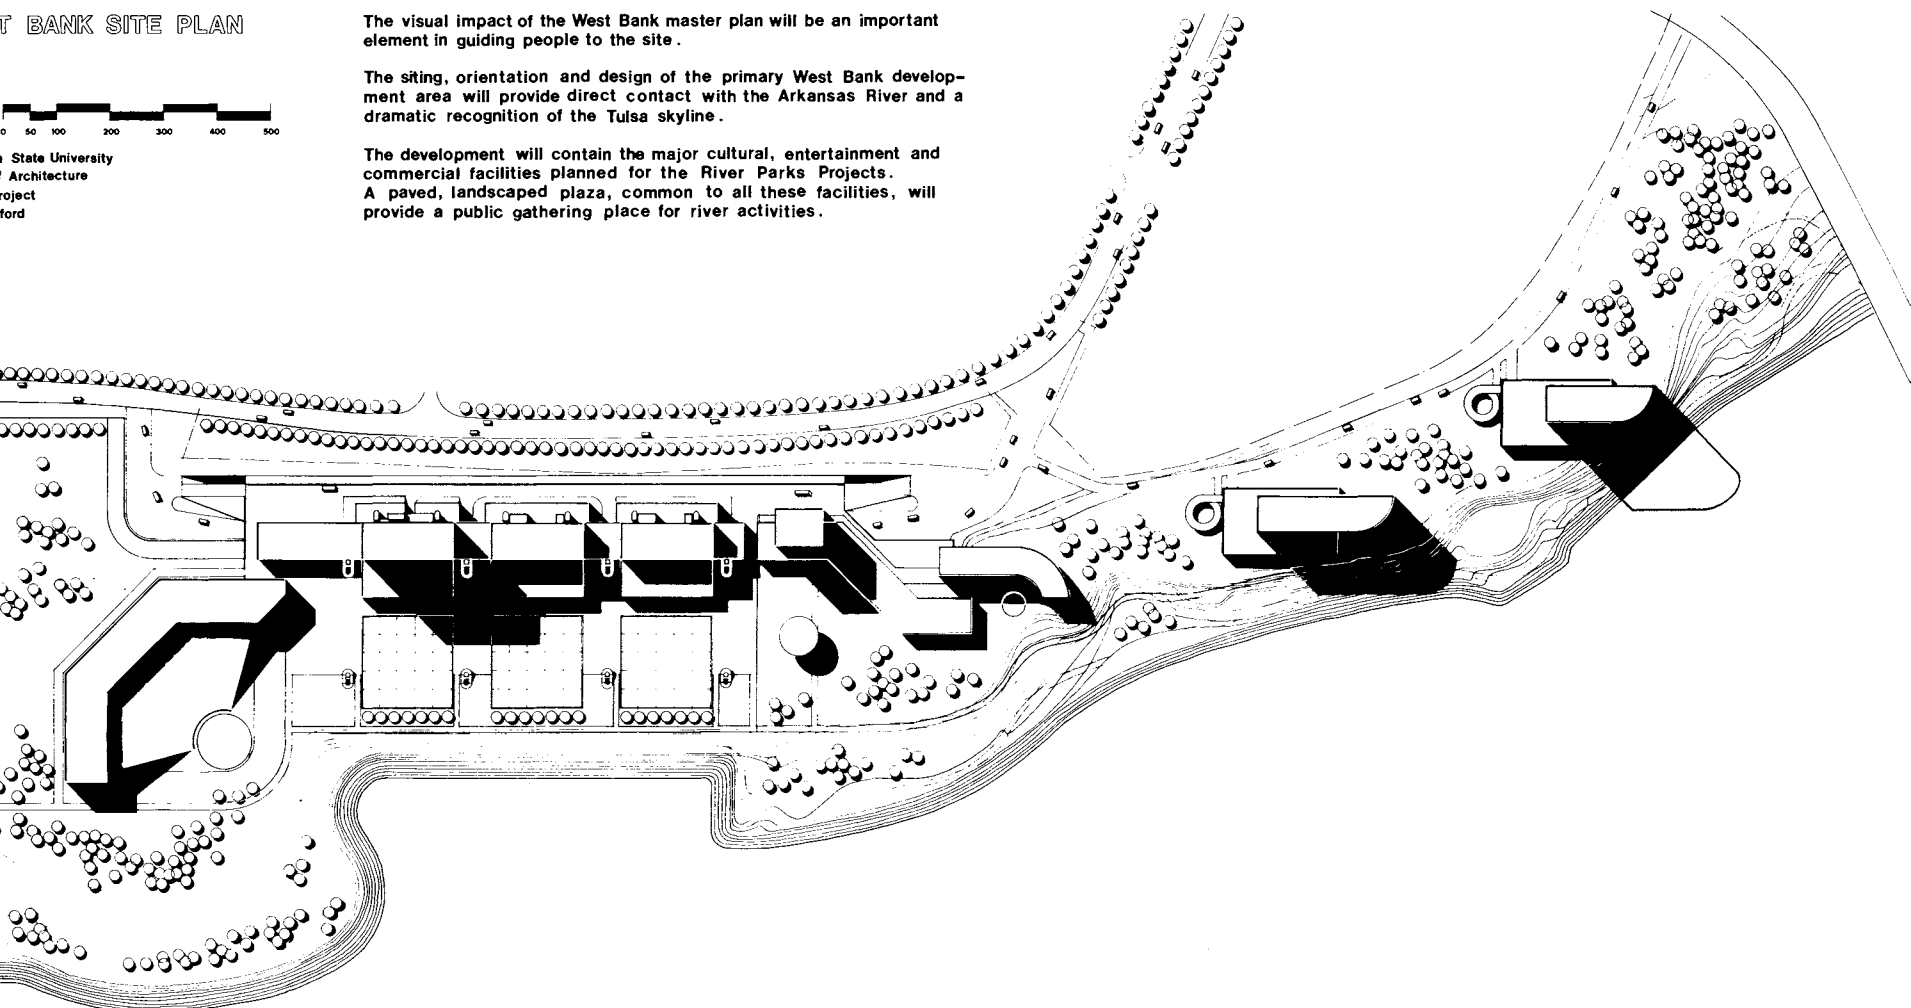 T BANK SITE PLAN
0 50 100 200 300 400 500
State University
Architecture
roject
ford
The visual impact of the West Bank master plan will be an important
element in guiding people to the site.
The siting, orientation and design of the primary West Bank develop-
ment area will provide direct contact with the Arkansas River and a
dramatic recognition of the Tulsa skyline.
The development will contain the major cultural, entertainment and
commercial facilities planned for the River Parks Projects.
A paved, landscaped plaza, common to all these facilities, will
provide a public gathering place for river activities.